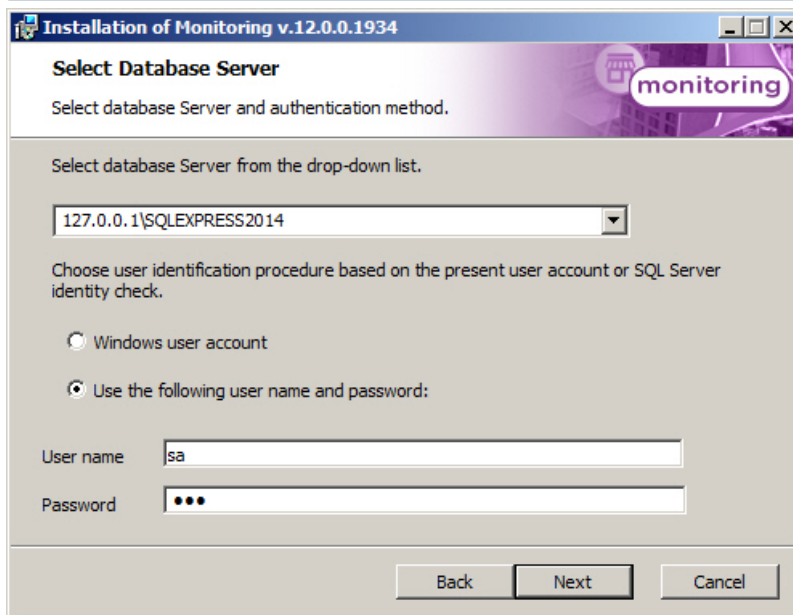 Installation of Monitoring v.12.0.0.1934
Select Database Server
Select database Server and authentication method.
monitoring
Select database Server from the drop-down list.
127.0.0.1\SQLEXPRESS2014
Choose user identification procedure based on the present user account or SQL Server
identity check.
Windows user account
Use the following user name and password:
User name sa
Password •••
Back Next Cancel